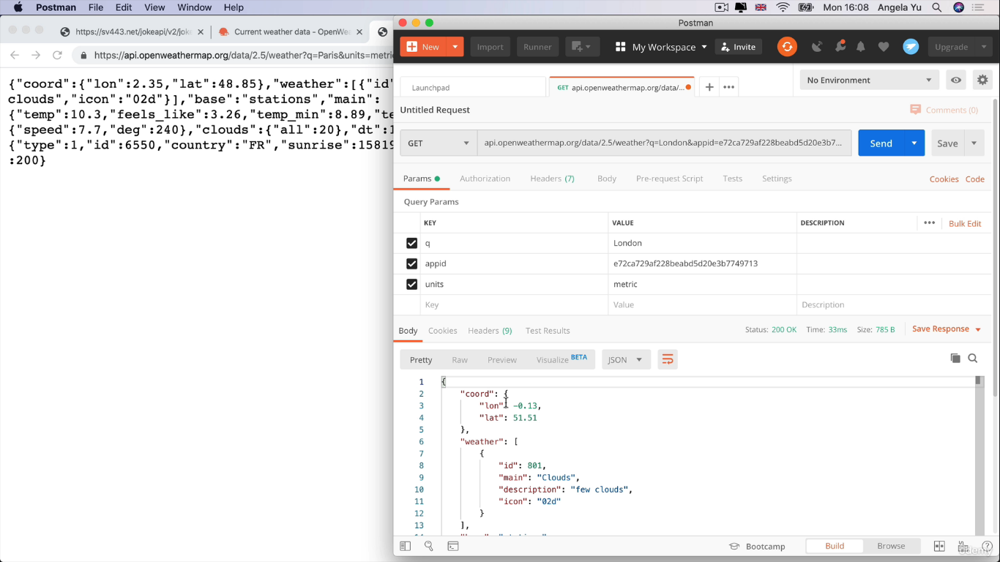 Postman File Edit View Window Help Mon 16:08 Angela Yu
https://sv443.net/jokeapi/v2/jok Current weather data - OpenWe
https://api.openweathermap.org/data/2.5/weather?q=Paris&units=metric
{"coord":{"lon":2.35,"lat":48.85},"weather":[{"id"
clouds","icon":"02d"}],"base":"stations","main":
{"temp":10.3,"feels_like":3.26,"temp_min":8.89,"te
{"speed":7.7,"deg":240},"clouds":{"all":20},"dt":1
{"type":1,"id":6550,"country":"FR","sunrise":15819
:200}
Postman
New Import Runner My Workspace Invite Upgrade
Launchpad GET api.openweathermap.org/data/... No Environment
Untitled Request Comments (0)
GET api.openweathermap.org/data/2.5/weather?q=London&appid=e72ca729af228beabd5d20e3b7... Send Save
Params Authorization Headers (7) Body Pre-request Script Tests Settings Cookies Code
Query Params
KEY VALUE DESCRIPTION Bulk Edit
q London
appid e72ca729af228beabd5d20e3b7749713
units metric
Key Value Description
Body Cookies Headers (9) Test Results Status: 200 OK Time: 33ms Size: 785 B Save Response
Pretty Raw Preview Visualize BETA JSON
1 {
2 "coord": {
3 "lon": -0.13,
4 "lat": 51.51
5 },
6 "weather": [
7 {
8 "id": 801,
9 "main": "Clouds",
10 "description": "few clouds",
11 "icon": "02d"
12 }
13 ],
Bootcamp Build Browse
Udemy